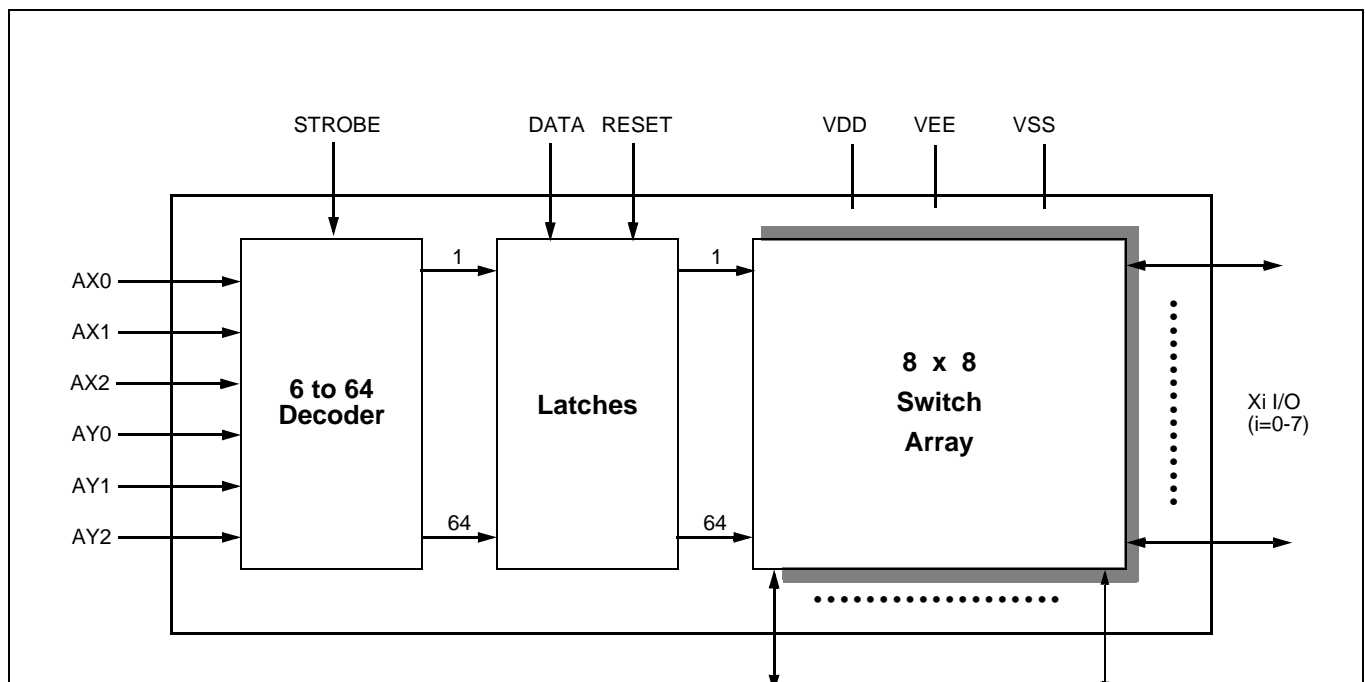 STROBE
DATA RESET
VDD VEE VSS
AX0
AX1
AX2
AY0
AY1
AY2
6 to 64
Decoder
1
64
Latches
1
64
8 x 8
Switch
Array
Xi I/O
(i=0-7)